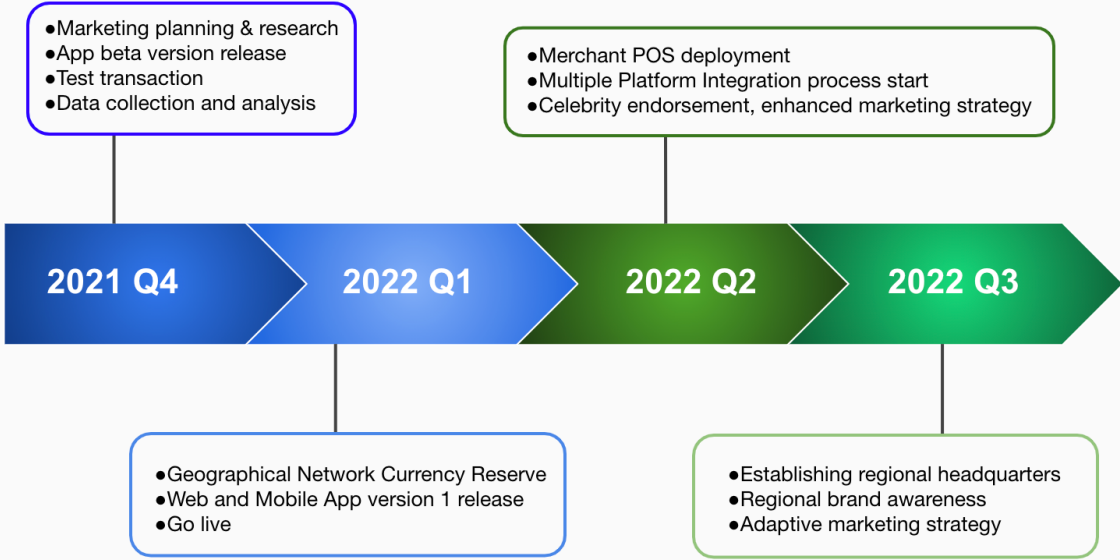 ●Marketing planning & research
●App beta version release
●Test transaction
●Data collection and analysis
●Merchant POS deployment
●Multiple Platform Integration process start
●Celebrity endorsement, enhanced marketing strategy
2021 Q4
2022 Q1
2022 Q2
2022 Q3
●Geographical Network Currency Reserve
●Web and Mobile App version 1 release
●Go live
●Establishing regional headquarters
●Regional brand awareness
●Adaptive marketing strategy